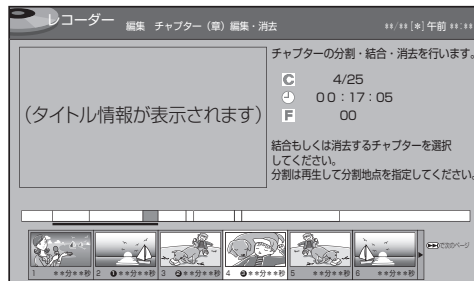 レコーダー 編集 チャプター（章）編集・消去 **/**[*]午前**:**
チャプターの分割・結合・消去を行います。
C 4/25
00：17：05
F 00
（タイトル情報が表示されます）
結合もしくは消去するチャプターを選択
してください。
分割は再生して分割地点を指定してください。
1 **分**秒 2 ❶**分**秒 3 ❷**分**秒 4 ❸**分**秒 5 **分**秒 6 **分**秒
▶▶で次のページ